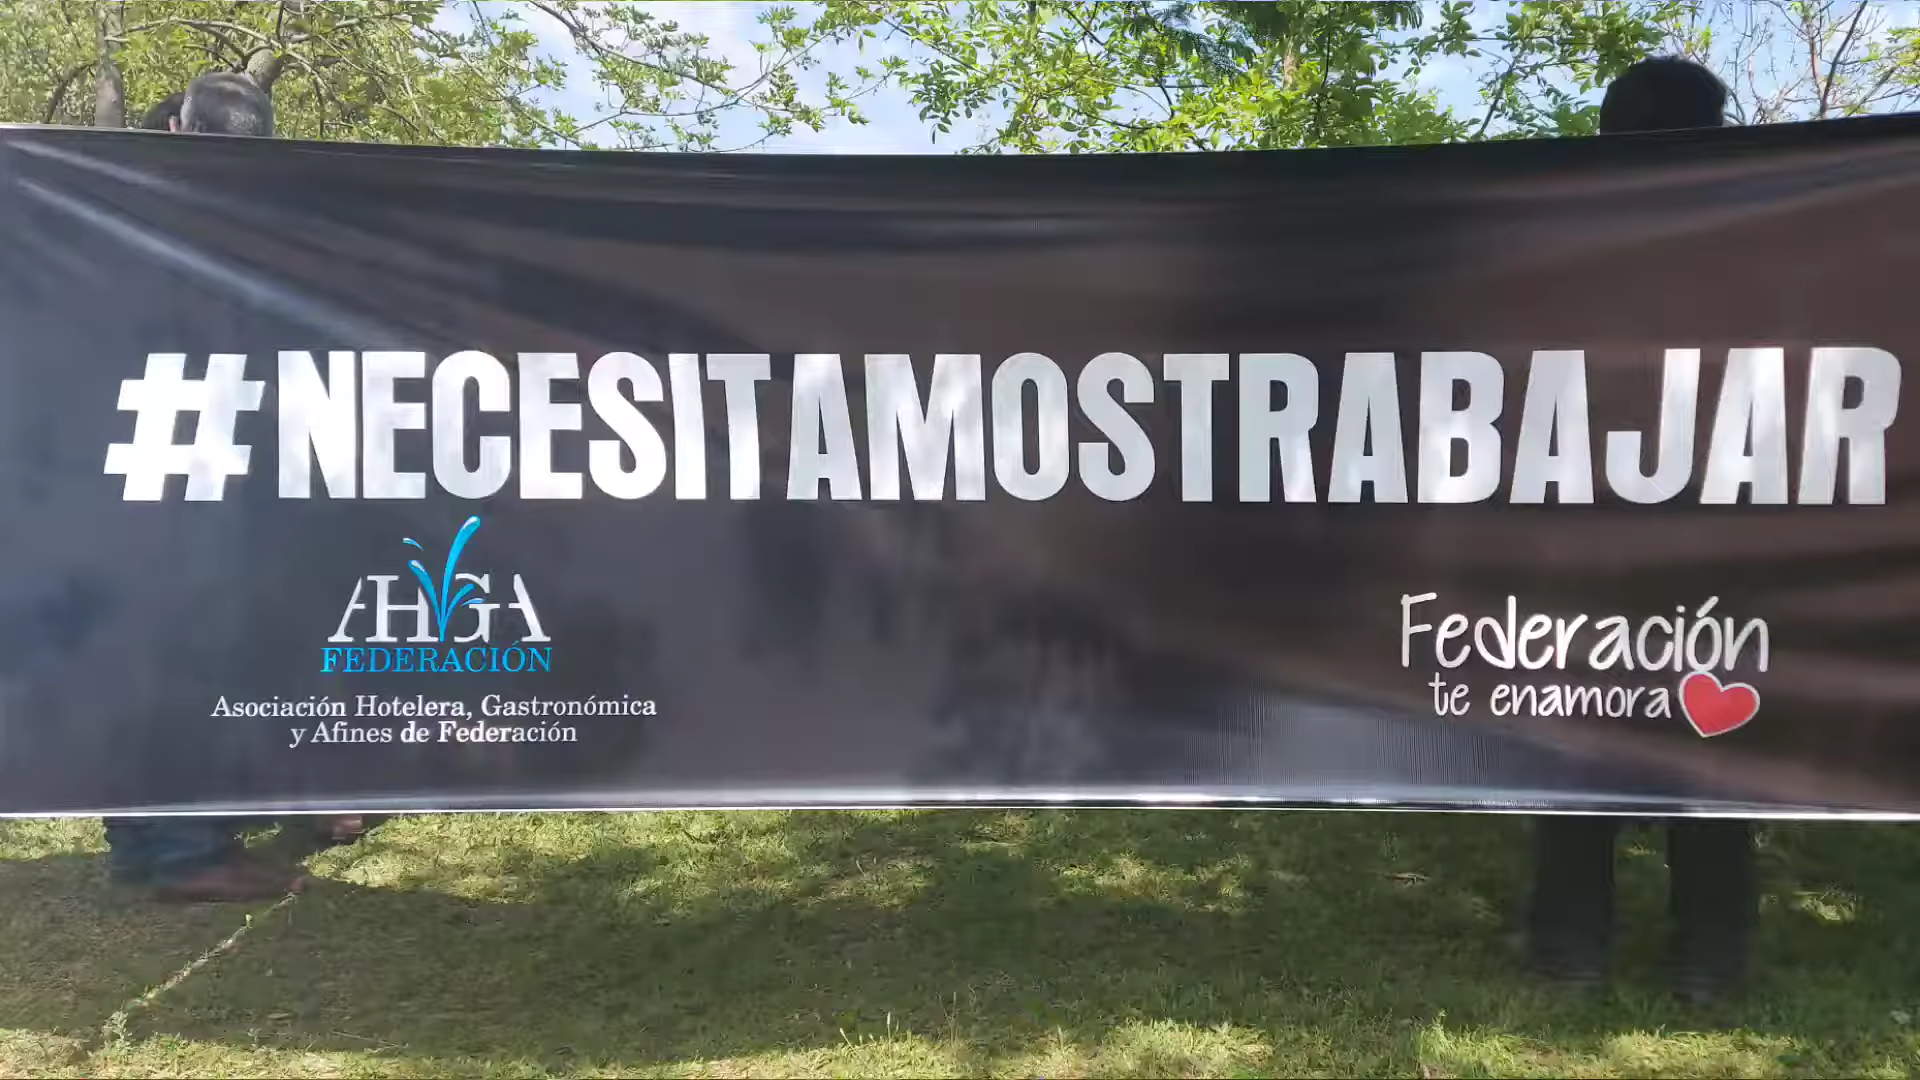 #NECESITAMOSTRABAJAR
AHGA
FEDERACIÓN
Asociación Hotelera, Gastronómica
y Afines de Federación
Federación
te enamora